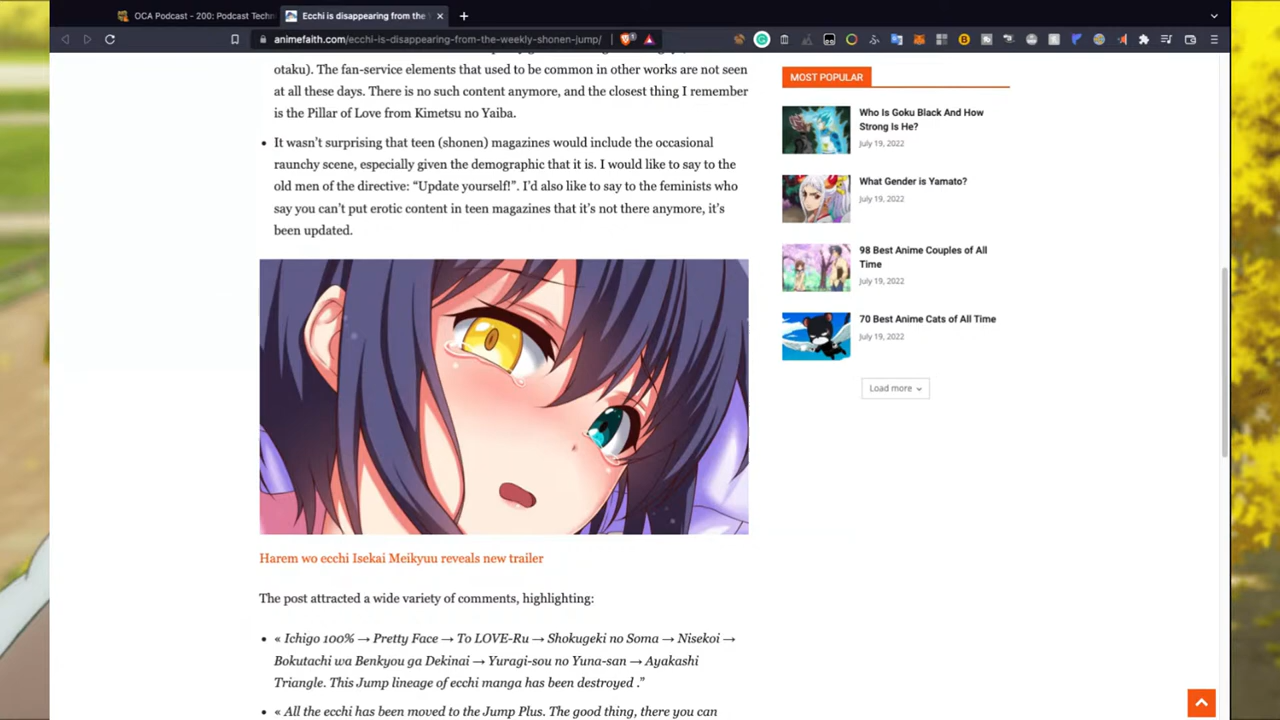 OCA Podcast - 200: Podcast Techn
Ecchi is disappearing from the
animefaith.com/ecchi-is-disappearing-from-the-weekly-shonen-jump/
otaku). The fan-service elements that used to be common in other works are not seen
at all these days. There is no such content anymore, and the closest thing I remember
is the Pillar of Love from Kimetsu no Yaiba.
• It wasn’t surprising that teen (shonen) magazines would include the occasional
raunchy scene, especially given the demographic that it is. I would like to say to the
old men of the directive: “Update yourself!”. I’d also like to say to the feminists who
say you can’t put erotic content in teen magazines that it’s not there anymore, it’s
been updated.
Harem wo ecchi Isekai Meikyuu reveals new trailer
The post attracted a wide variety of comments, highlighting:
• « Ichigo 100% → Pretty Face → To LOVE-Ru → Shokugeki no Soma → Nisekoi →
Bokutachi wa Benkyou ga Dekinai → Yuragi-sou no Yuna-san → Ayakashi
Triangle. This Jump lineage of ecchi manga has been destroyed .”
• « All the ecchi has been moved to the Jump Plus. The good thing, there you can
MOST POPULAR
Who Is Goku Black And How
Strong Is He?
July 19, 2022
What Gender is Yamato?
July 19, 2022
98 Best Anime Couples of All
Time
July 19, 2022
70 Best Anime Cats of All Time
July 19, 2022
Load more